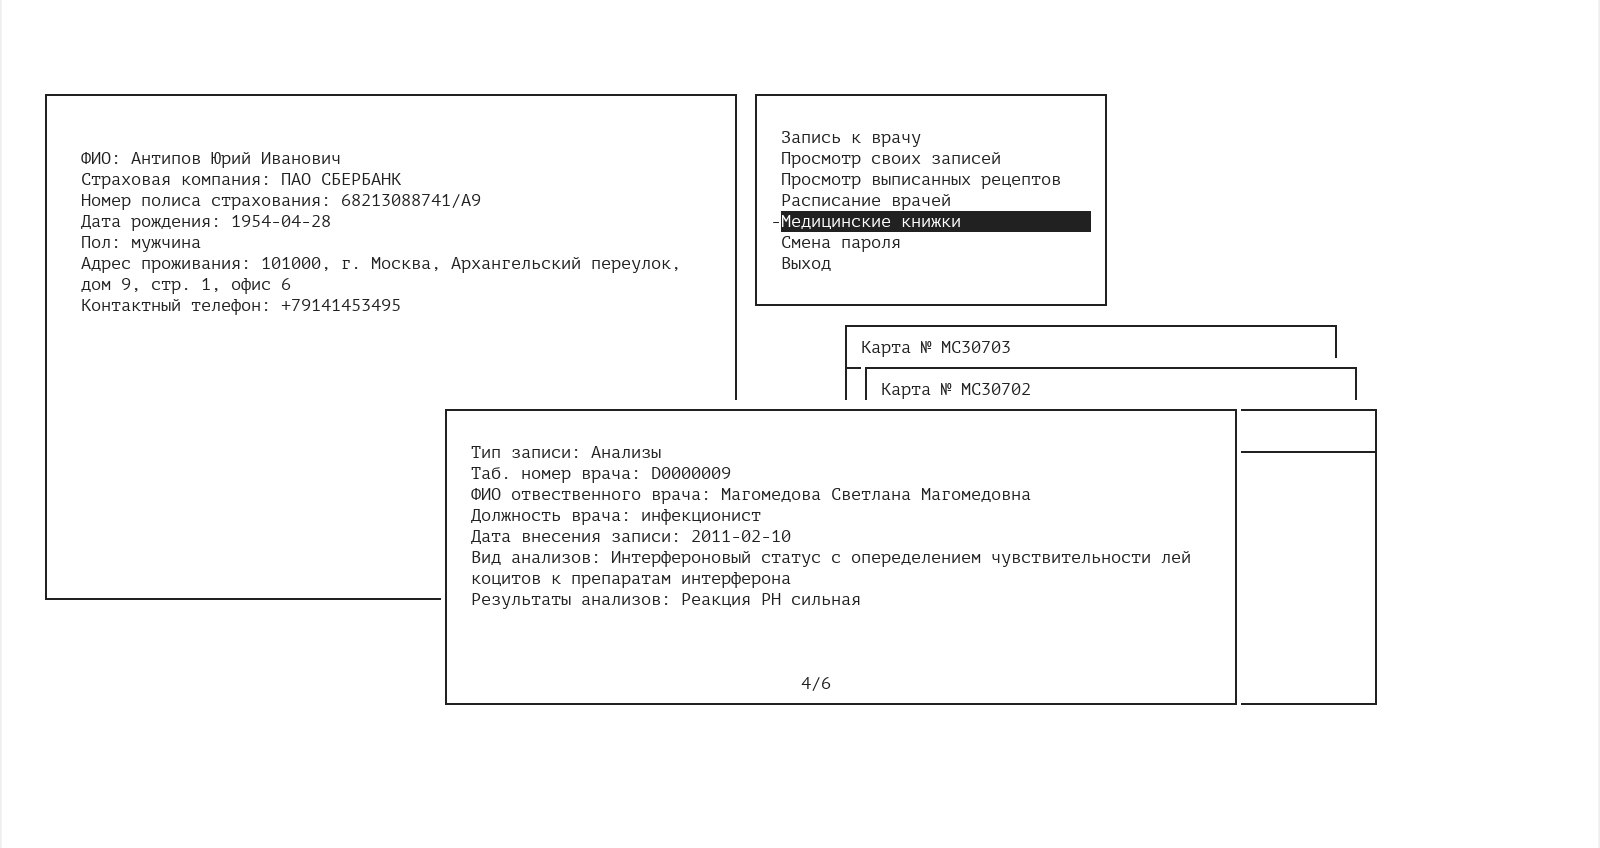 ФИО: Антипов Юрий Иванович
Страховая компания: ПАО СБЕРБАНК
Номер полиса страхования: 68213088741/А9
Дата рождения: 1954-04-28
Пол: мужчина
Адрес проживания: 101000, г. Москва, Архангельский переулок,
дом 9, стр. 1, офис 6
Контактный телефон: +79141453495
Запись к врачу
Просмотр своих записей
Просмотр выписанных рецептов
Расписание врачей
-Медицинские книжки
Смена пароля
Выход
Карта № МС30703
Карта № МС30702
Тип записи: Анализы
Таб. номер врача: D0000009
ФИО отвественного врача: Магомедова Светлана Магомедовна
Должность врача: инфекционист
Дата внесения записи: 2011-02-10
Вид анализов: Интерфероновый статус с опеределением чувствительности лей
коцитов к препаратам интерферона
Результаты анализов: Реакция РН сильная
4/6